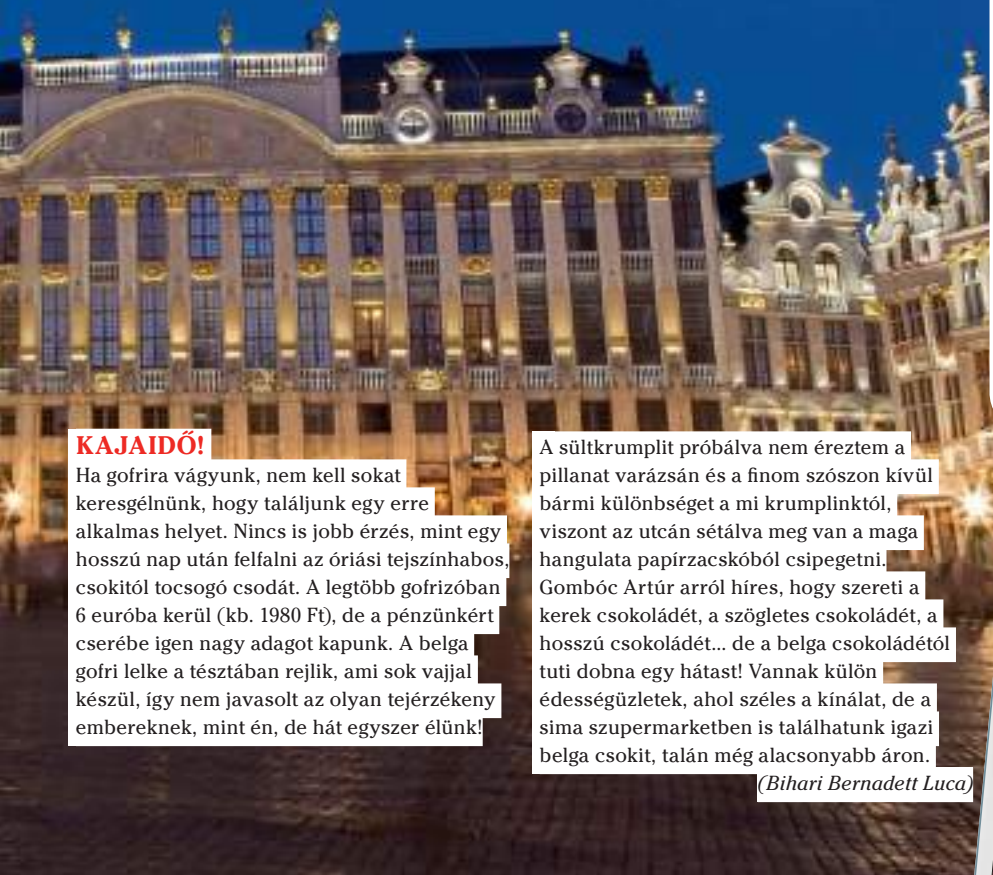 KAJAIDŐ!
Ha gofrira vágyunk, nem kell sokat
keresgélnünk, hogy találjunk egy erre
alkalmas helyet. Nincs is jobb érzés, mint egy
hosszú nap után felfalni az óriási tejszínhabos,
csokitól tocsogó csodát. A legtöbb gofrizóban
6 euróba kerül (kb. 1980 Ft), de a pénzünkért
cserébe igen nagy adagot kapunk. A belga
gofri lelke a tésztában rejlik, ami sok vajjal
készül, így nem javasolt az olyan tejérzékeny
embereknek, mint én, de hát egyszer élünk!
A sültkrumplit próbálva nem éreztem a
pillanat varázsán és a finom szószon kívül
bármi különbséget a mi krumplinktól,
viszont az utcán sétálva meg van a maga
hangulata papírzacskóból csipegetni.
Gombóc Artúr arról híres, hogy szereti a
kerek csokoládét, a szögletes csokoládét, a
hosszú csokoládét... de a belga csokoládétól
tuti dobna egy hátast! Vannak külön
édességüzletek, ahol széles a kínálat, de a
sima szupermarketben is találhatunk igazi
belga csokit, talán még alacsonyabb áron.
(Bihari Bernadett Luca)